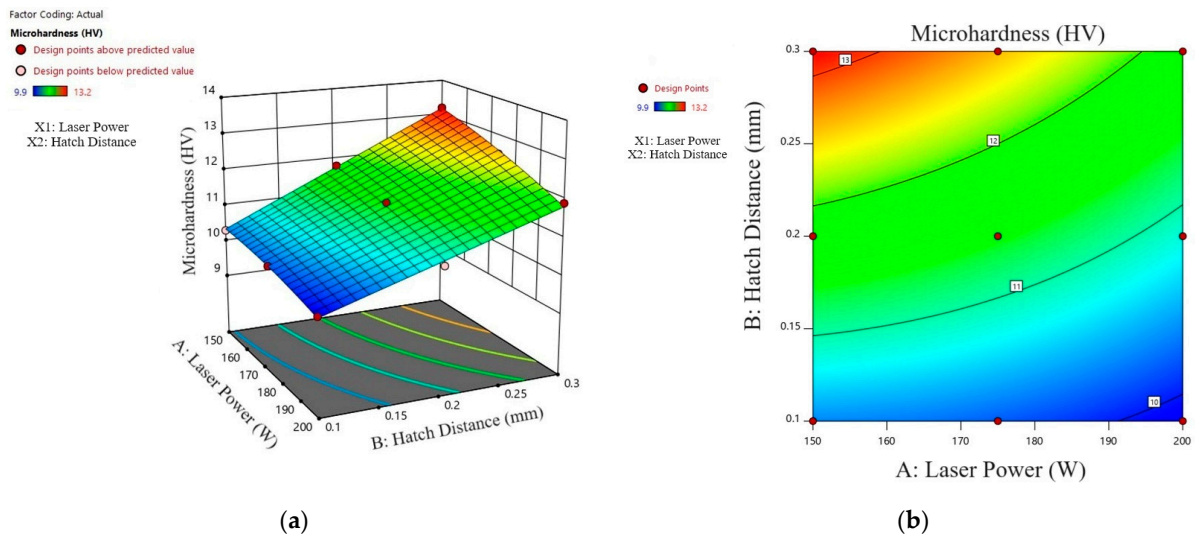 Factor Coding: Actual
Microhardness (HV)
Design points above predicted value
Design points below predicted value
9.9 13.2
X1: Laser Power
X2: Hatch Distance
14
13
12
11
10
9
Microhardness (HV)
150
160
170
180
190
200
A: Laser Power (W)
0.1
0.15
0.2
0.25
0.3
B: Hatch Distance (mm)
(a)
Microhardness (HV)
Design Points
9.9 13.2
X1: Laser Power
X2: Hatch Distance
B: Hatch Distance (mm)
0.3
0.25
0.2
0.15
0.1
13
12
11
10
150 160 170 180 190 200
A: Laser Power (W)
(b)